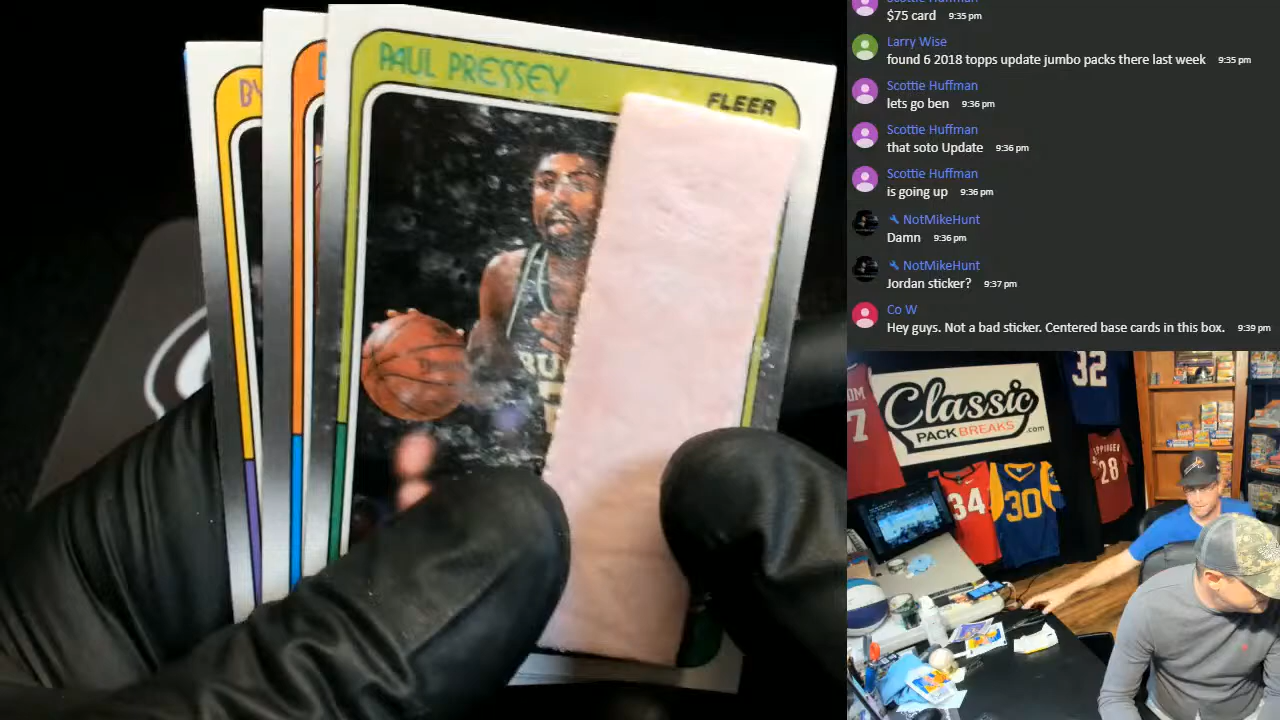 PAUL PRESSEY
FLEER
BY
BU
$75 card 9:35 pm
Larry Wise
found 6 2018 topps update jumbo packs there last week 9:35 pm
Scottie Huffman
lets go ben 9:36 pm
Scottie Huffman
that soto Update 9:36 pm
Scottie Huffman
is going up 9:36 pm
NotMikeHunt
Damn 9:36 pm
NotMikeHunt
Jordan sticker? 9:37 pm
Co W
Hey guys. Not a bad sticker. Centered base cards in this box. 9:39 pm
Classic
PACK BREAKS.com
32
7
34
30
28